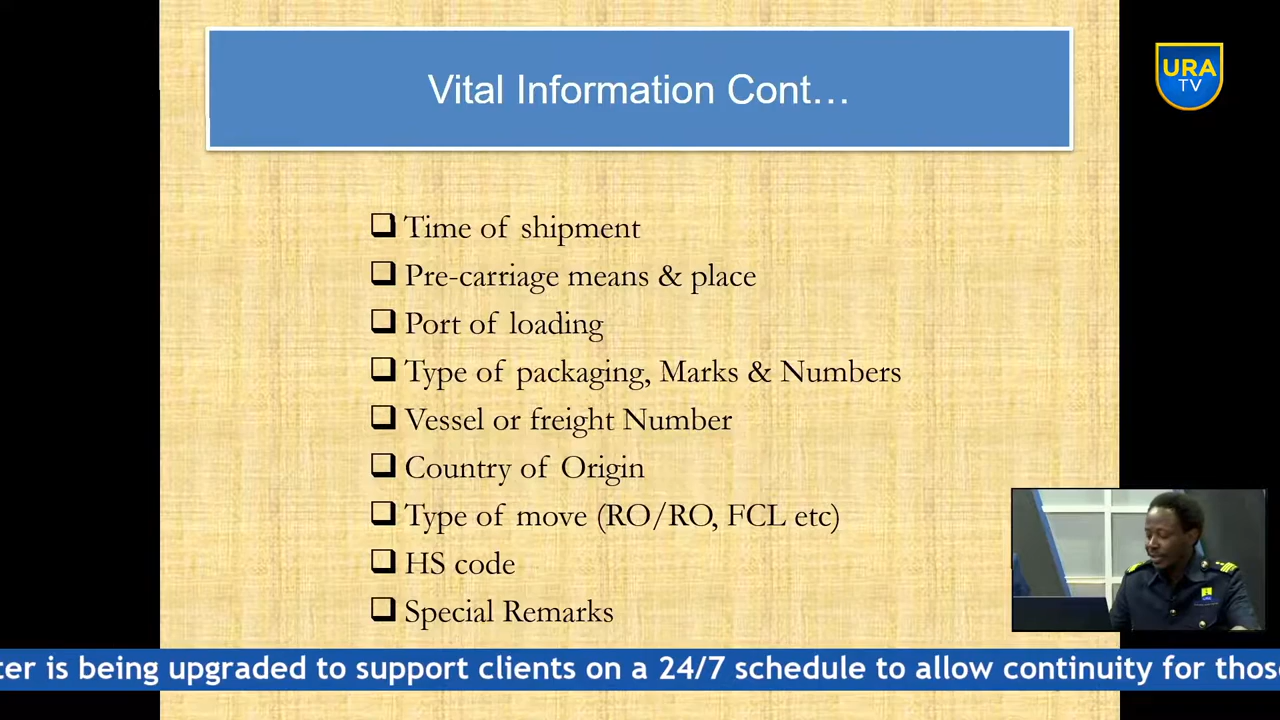 Vital Information Cont…
URA
TV
Time of shipment
Pre-carriage means & place
Port of loading
Type of packaging, Marks & Numbers
Vessel or freight Number
Country of Origin
Type of move (RO/RO, FCL etc)
HS code
Special Remarks
ter is being upgraded to support clients on a 24/7 schedule to allow continuity for those